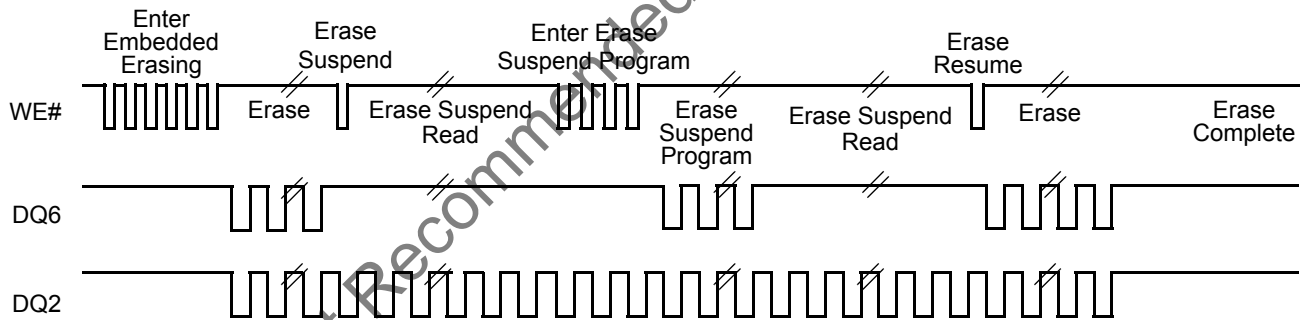 Enter
Embedded
Erasing
Erase
Suspend
Enter Erase
Suspend Program
Erase
Resume
WE#
Erase
Erase Suspend
Read
Erase
Suspend
Program
Erase Suspend
Read
Erase
Erase
Complete
DQ6
DQ2
Recommended